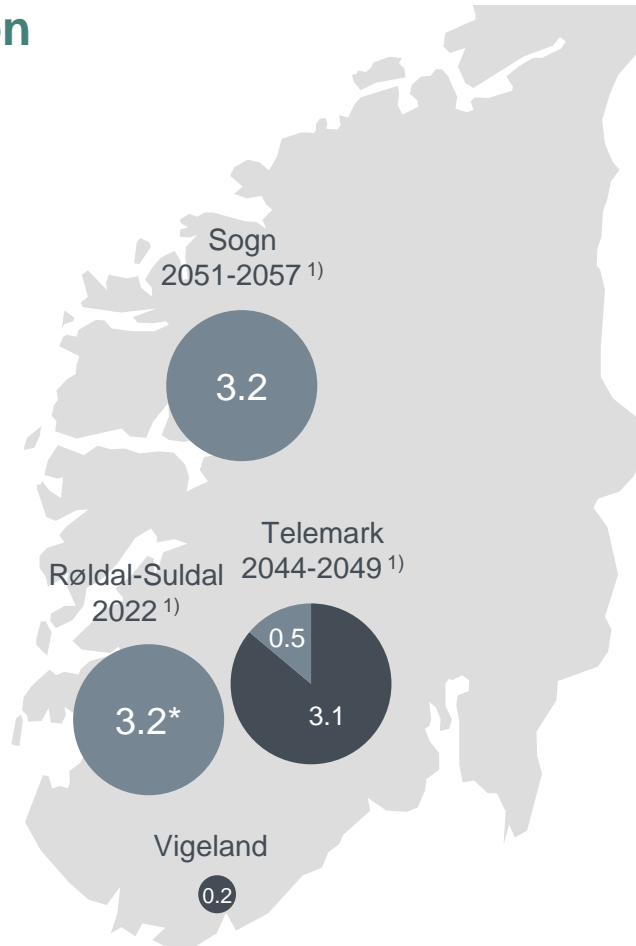 n
Sogn
2051-2057 1)
3.2
Telemark
2044-2049 1)
0.5
3.1
Røldal-Suldal
2022 1)
3.2*
Vigeland
0.2